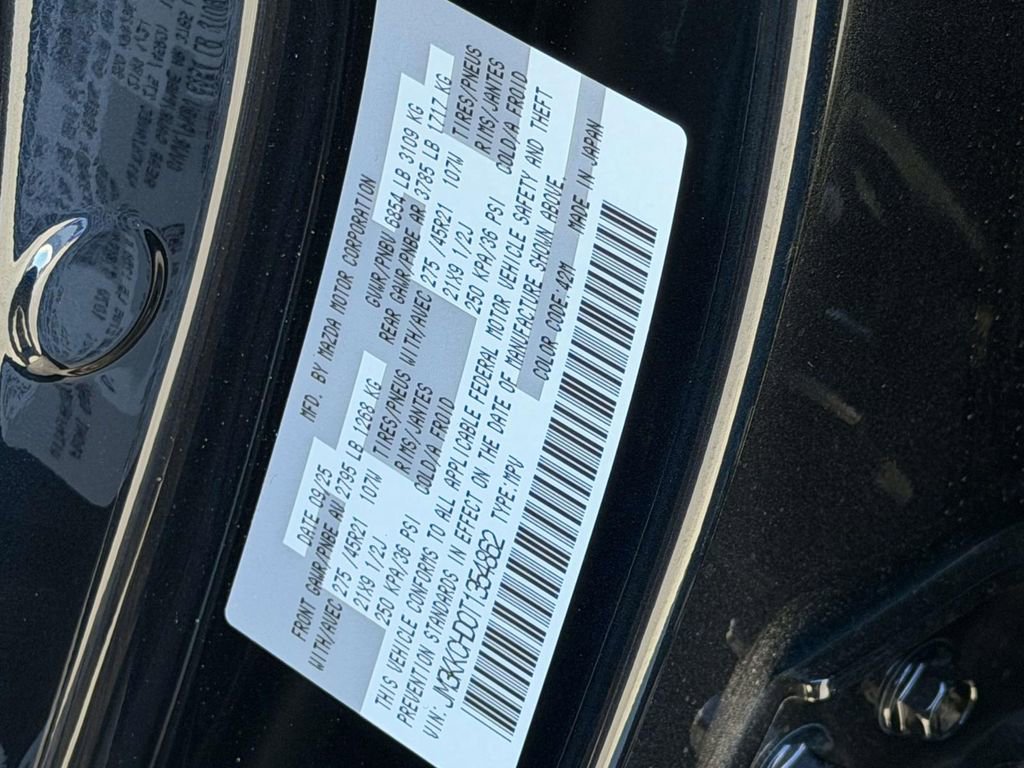 MFD. BY MAZDA MOTOR CORPORATION
DATE 09/25 GVWR/PNBV 6854 LB 3109 KG
FRONT GAWR/PNBE AV 2795 LB 1268 KG REAR GAWR/PNBE AR 3785 LB 1717 KG
WITH/AVEC 275 /45R21 107W TIRES/PNEUS WITH/AVEC 275 /45R21 107W TIRES/PNEUS
21X9 1/2J RIMS/JANTES 21X9 1/2J RIMS/JANTES
250 KPA/36 PSI COLD/A FROID 250 KPA/36 PSI COLD/A FROID
THIS VEHICLE CONFORMS TO ALL APPLICABLE FEDERAL MOTOR VEHICLE SAFETY AND THEFT
PREVENTION STANDARDS IN EFFECT ON THE DATE OF MANUFACTURE SHOWN ABOVE.
VIN: JM3KKCHD0T1354862 TYPE:MPV COLOR CODE:42M MADE IN JAPAN